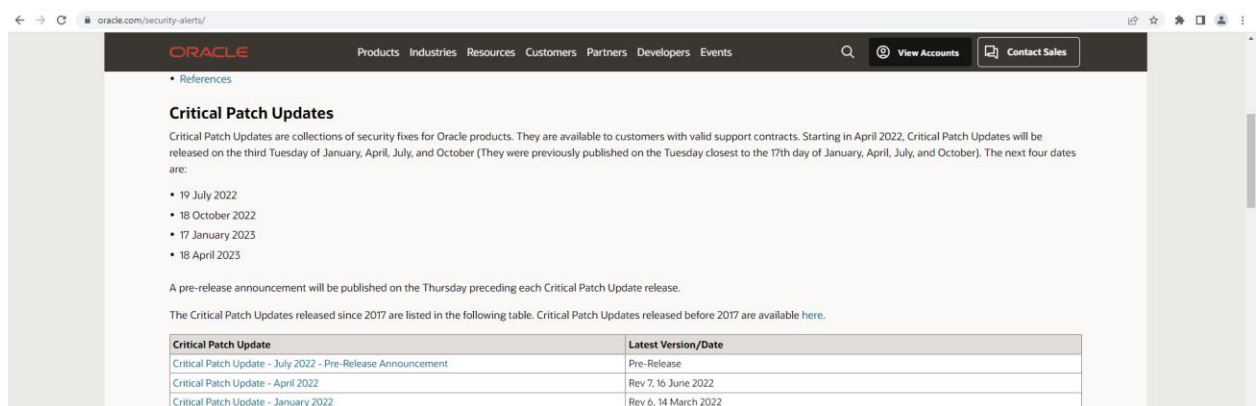 oracle.com/security-alerts/
ORACLE
Products Industries Resources Customers Partners Developers Events
View Accounts
Contact Sales
• References
Critical Patch Updates
Critical Patch Updates are collections of security fixes for Oracle products. They are available to customers with valid support contracts. Starting in April 2022, Critical Patch Updates will be
released on the third Tuesday of January, April, July, and October (They were previously published on the Tuesday closest to the 17th day of January, April, July, and October). The next four dates
are:
• 19 July 2022
• 18 October 2022
• 17 January 2023
• 18 April 2023
A pre-release announcement will be published on the Thursday preceding each Critical Patch Update release.
The Critical Patch Updates released since 2017 are listed in the following table. Critical Patch Updates released before 2017 are available here.
Critical Patch Update Latest Version/Date
Critical Patch Update - July 2022 - Pre-Release Announcement Pre-Release
Critical Patch Update - April 2022 Rev 7, 16 June 2022
Critical Patch Update - January 2022 Rev 6, 14 March 2022